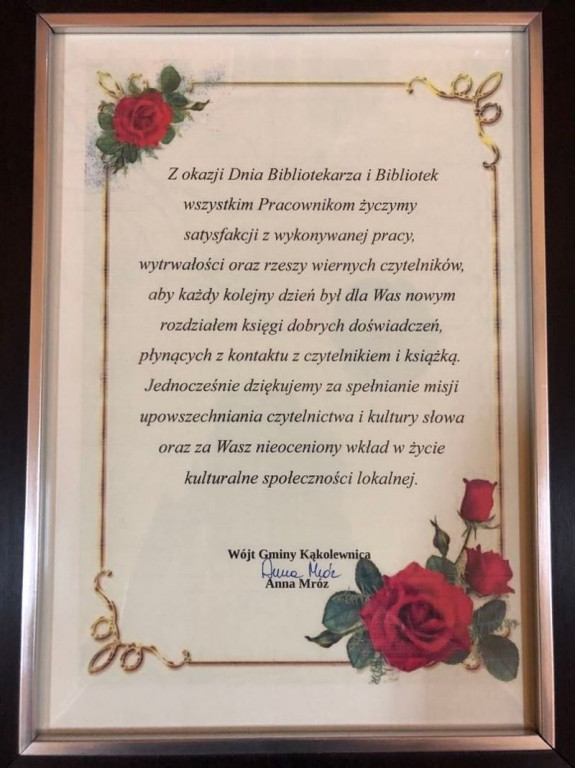 Z okazji Dnia Bibliotekarza i Bibliotek
wszystkim Pracownikom życzymy
satysfakcji z wykonywanej pracy,
wytrwałości oraz rzeszy wiernych czytelników,
aby każdy kolejny dzień był dla Was nowym
rozdziałem księgi dobrych doświadczeń,
płynących z kontaktu z czytelnikiem i książką.
Jednocześnie dziękujemy za spełnianie misji
upowszechniania czytelnictwa i kultury słowa
oraz za Wasz nieoceniony wkład w życie
kulturalne społeczności lokalnej.
Wójt Gminy Kąkolewnica
Anna Mróz
Anna Mróz